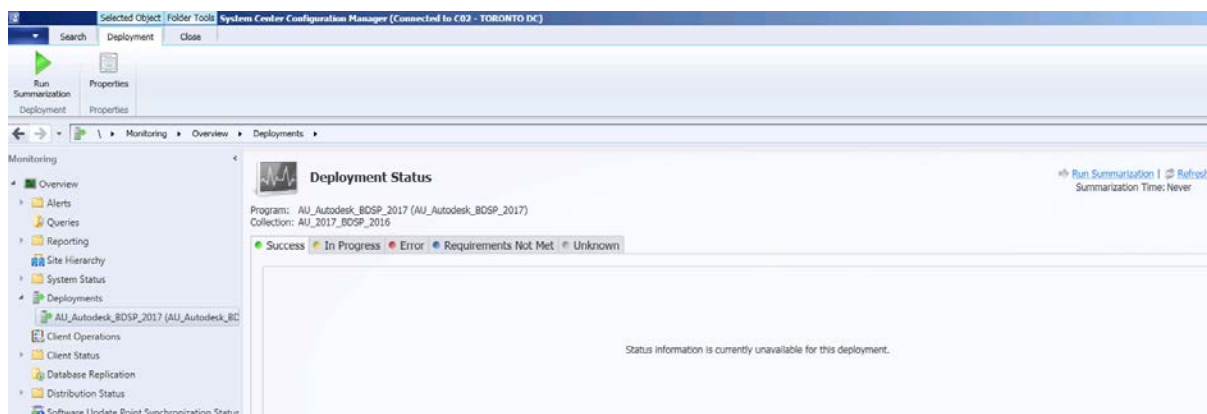 Selected Object Folder Tools System Center Configuration Manager (Connected to C02 - TORONTO DC)
Search Deployment Close
Run Summarization
Properties
Deployment Properties
\ Monitoring Overview Deployments
Monitoring
Overview
Alerts
Queries
Reporting
Site Hierarchy
System Status
Deployments
AU_Autodesk_BDSP_2017 (AU_Autodesk_BD
Client Operations
Client Status
Database Replication
Distribution Status
Software Update Point Synchronization Status
Deployment Status
Run Summarization | Refresh
Summarization Time: Never
Program: AU_Autodesk_BDSP_2017 (AU_Autodesk_BDSP_2017)
Collection: AU_2017_BDSP_2016
Success In Progress Error Requirements Not Met Unknown
Status information is currently unavailable for this deployment.